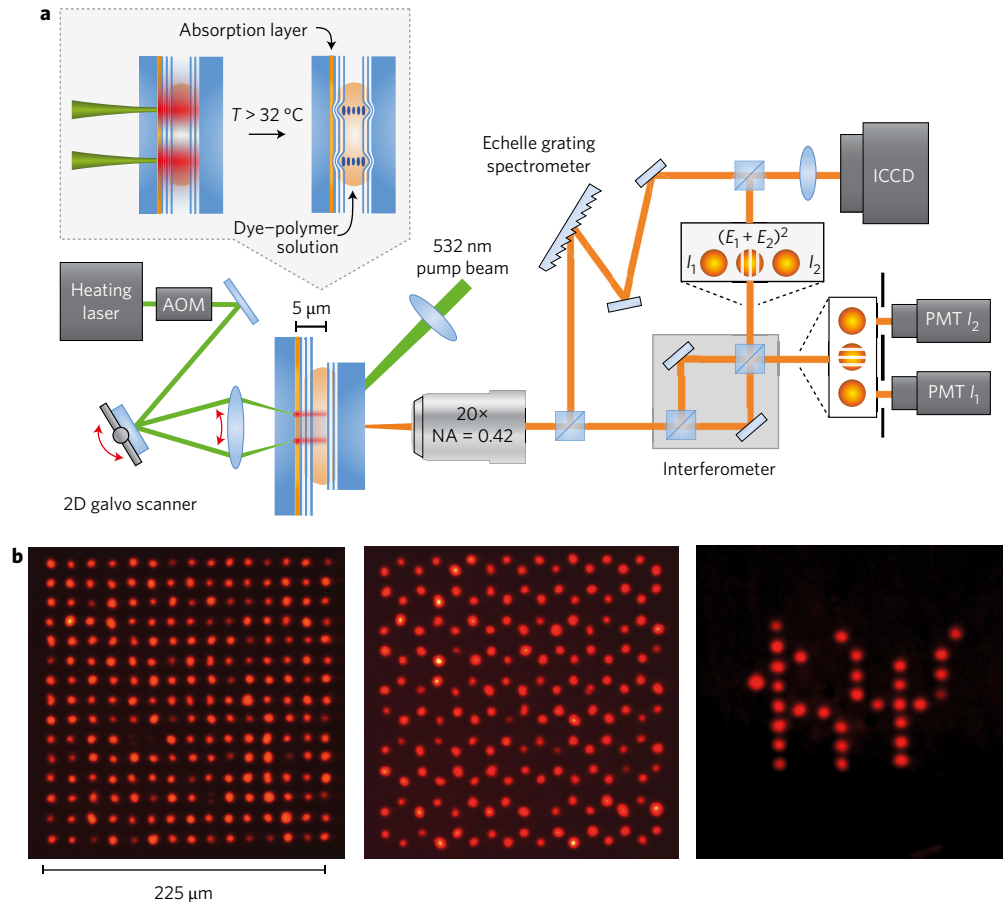 a
Absorption layer
T > 32 °C
Dye–polymer
solution
Echelle grating
spectrometer
ICCD
(E₁ + E₂)²
I₁
I₂
532 nm
pump beam
Heating
laser
AOM
5 μm
PMT I₂
PMT I₁
20×
NA = 0.42
Interferometer
2D galvo scanner
b
225 μm